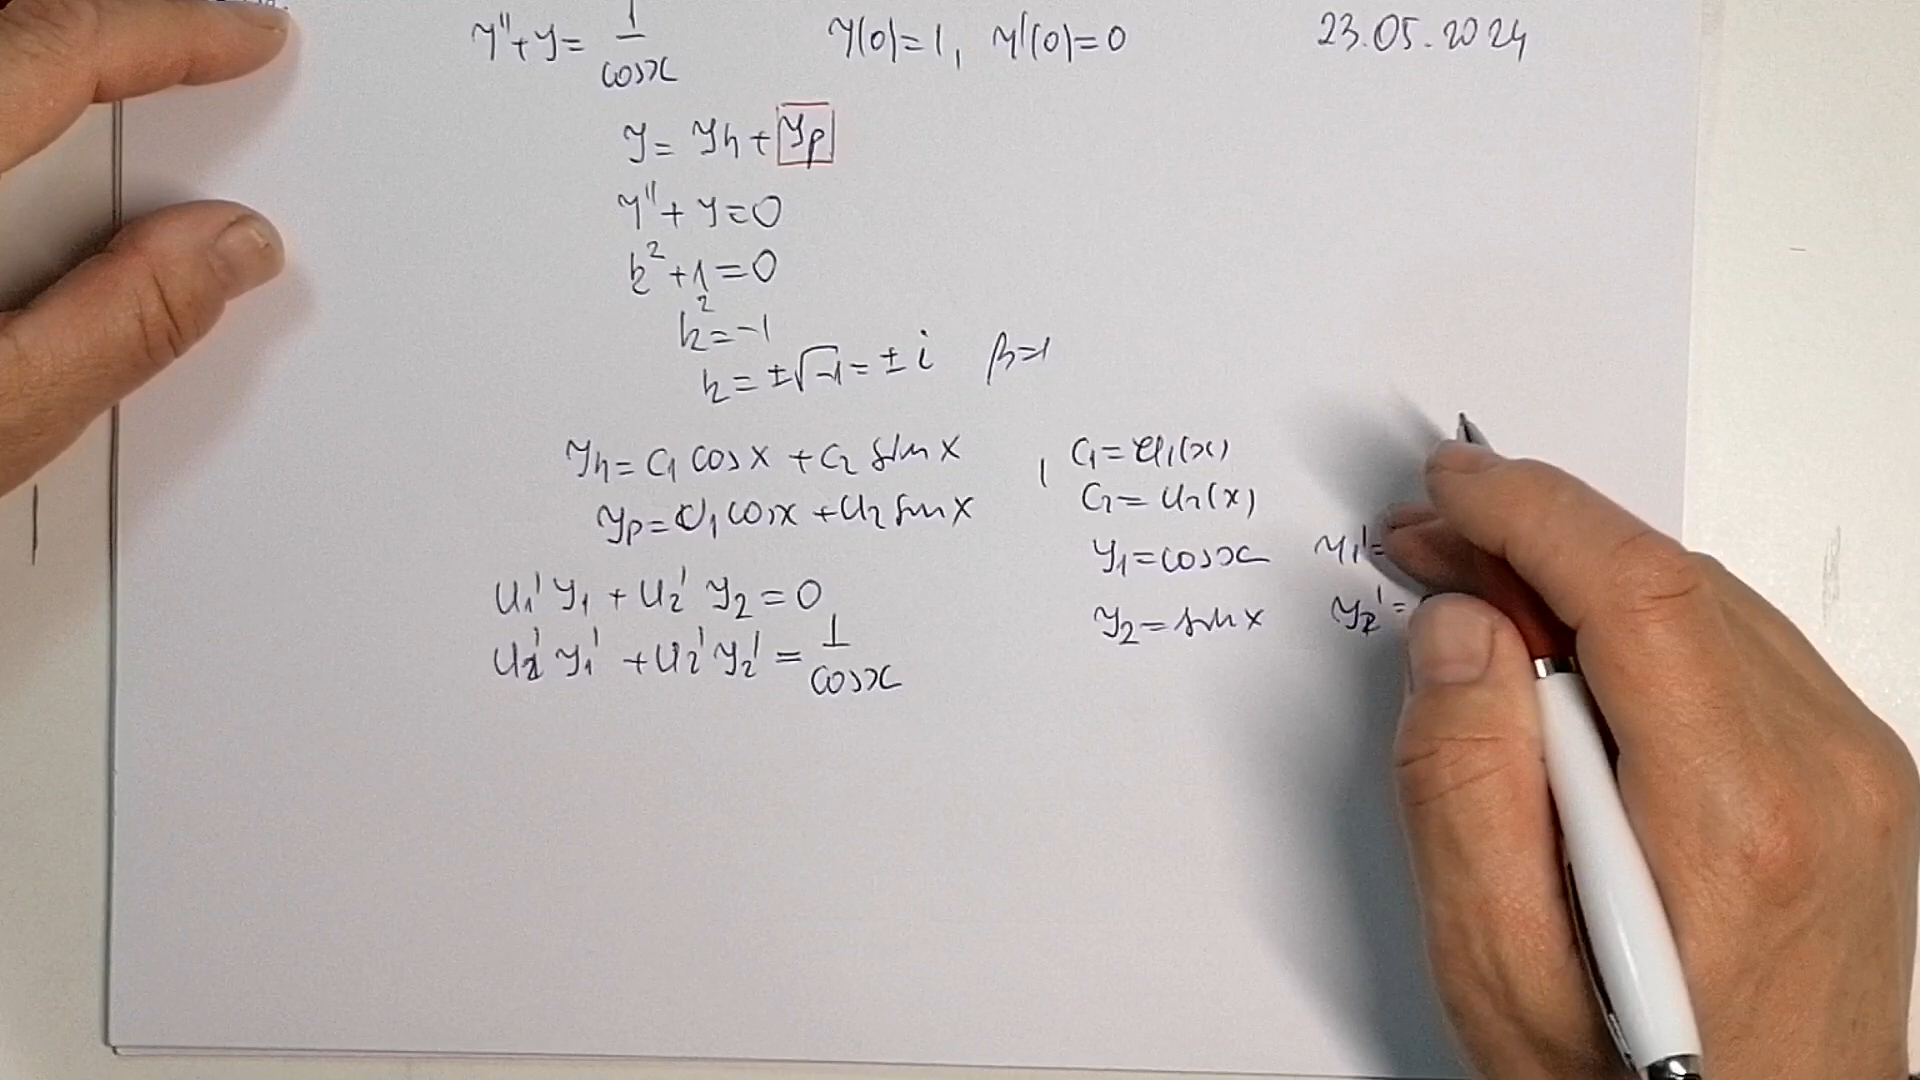 y'' + y = 1/cosx    y(0)=1, y'(0)=0    23.05.2024
y = yh + yp
y'' + y = 0
k² + 1 = 0
k² = -1
k = ±√-1 = ± i    β=1
yh = C1 cos x + C2 sin x    , C1 = u1(x)
yp = u1 cosx + u2 sin x    C2 = u2(x)
y1 = cosx    y1' =
u1' y1 + u2' y2 = 0    y2 = sin x    y2' =
u1' y1' + u2' y2' = 1/cosx